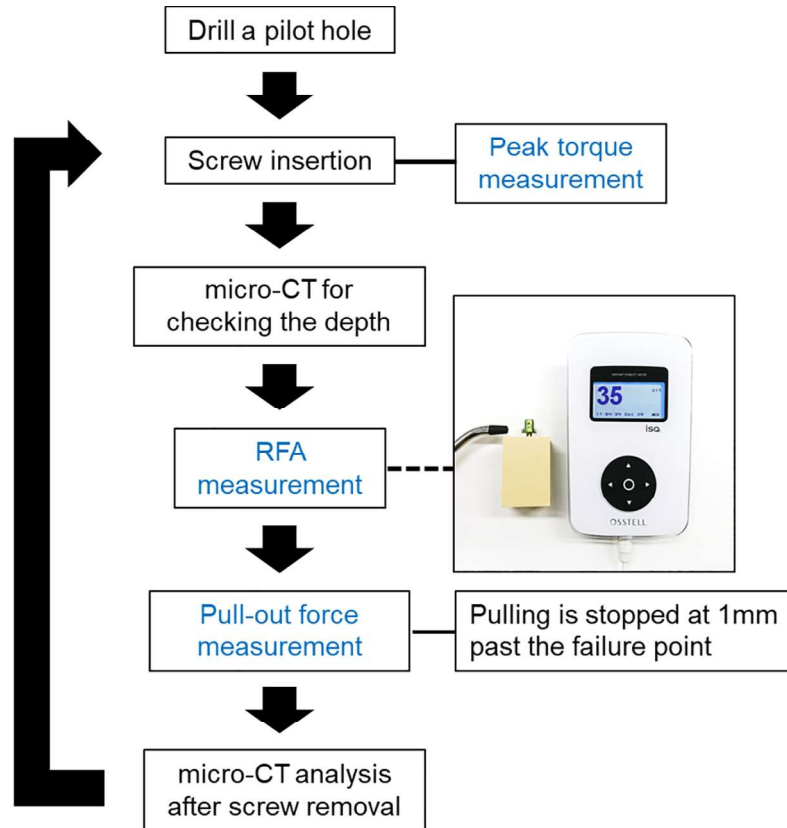 Drill a pilot hole
Screw insertion
Peak torque
measurement
micro-CT for
checking the depth
35
isq
OSSTELL
RFA
measurement
Pull-out force
measurement
Pulling is stopped at 1mm
past the failure point
micro-CT analysis
after screw removal